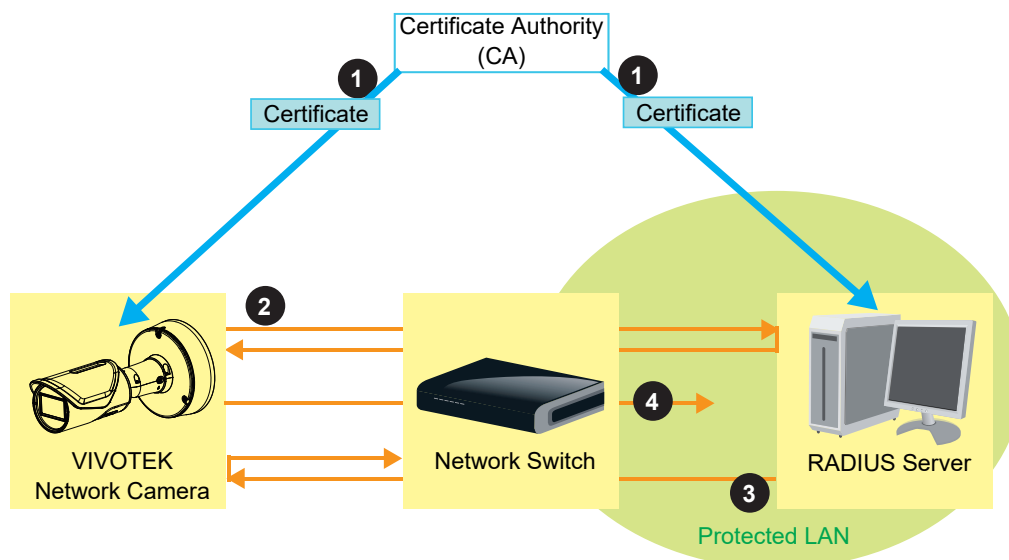 Certificate Authority
(CA)
1
1
Certificate
Certificate
2
4
VIVOTEK
Network Camera
Network Switch
RADIUS Server
3
Protected LAN